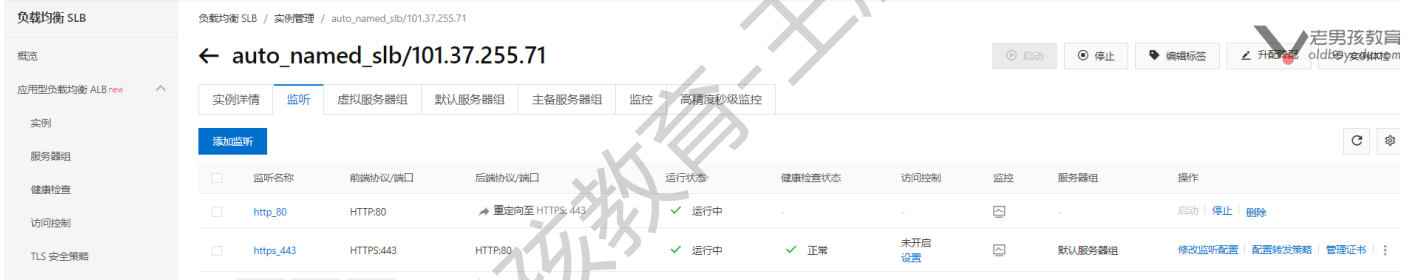 负载均衡 SLB
负载均衡 SLB / 实例管理 / auto_named_slb/101.37.255.71
← auto_named_slb/101.37.255.71
启动 停止 编辑标签 升配降配 实例体检
老男孩教育
oldboyedu.com
概览
应用型负载均衡 ALB new
实例
服务器组
健康检查
访问控制
TLS 安全策略
实例详情 监听 虚拟服务器组 默认服务器组 主备服务器组 监控 高精度秒级监控
添加监听
监听名称 前端协议/端口 后端协议/端口 运行状态 健康检查状态 访问控制 监控 服务器组 操作
http_80 HTTP:80 重定向至 HTTPS: 443 运行中 - - - 启动 停止 删除
https_443 HTTPS:443 HTTP:80 运行中 正常 未开启 默认服务器组 修改监听配置 配置转发策略 管理证书
设置
孩教育-王